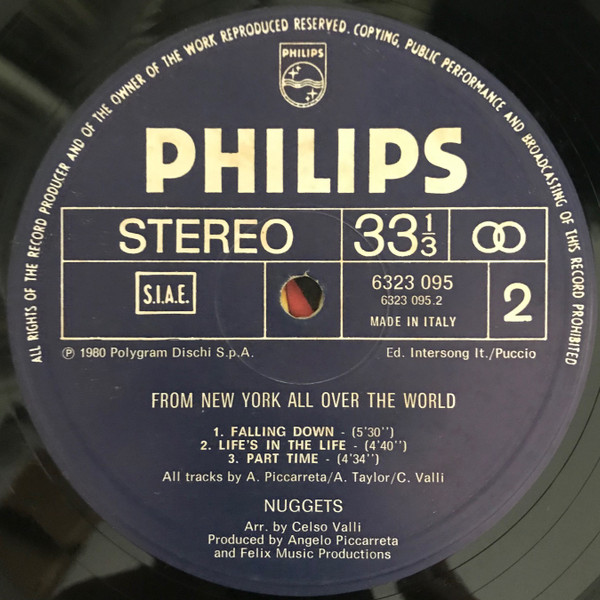 ALL RIGHTS OF THE RECORD PRODUCER AND OF THE OWNER OF THE WORK REPRODUCED RESERVED. COPYING, PUBLIC PERFORMANCE AND BROADCASTING OF THIS RECORD PROHIBITED
PHILIPS
PHILIPS
STEREO 33 1/3
S.I.A.E. 6323 095 2
6323 095.2
MADE IN ITALY
℗ 1980 Polygram Dischi S.p.A. Ed. Intersong It./Puccio
FROM NEW YORK ALL OVER THE WORLD
1. FALLING DOWN - (5'30'')
2. LIFE'S IN THE LIFE - (4'40'')
3. PART TIME - (4'34'')
All tracks by A. Piccarreta/A. Taylor/C. Valli
NUGGETS
Arr. by Celso Valli
Produced by Angelo Piccarreta
and Felix Music Productions